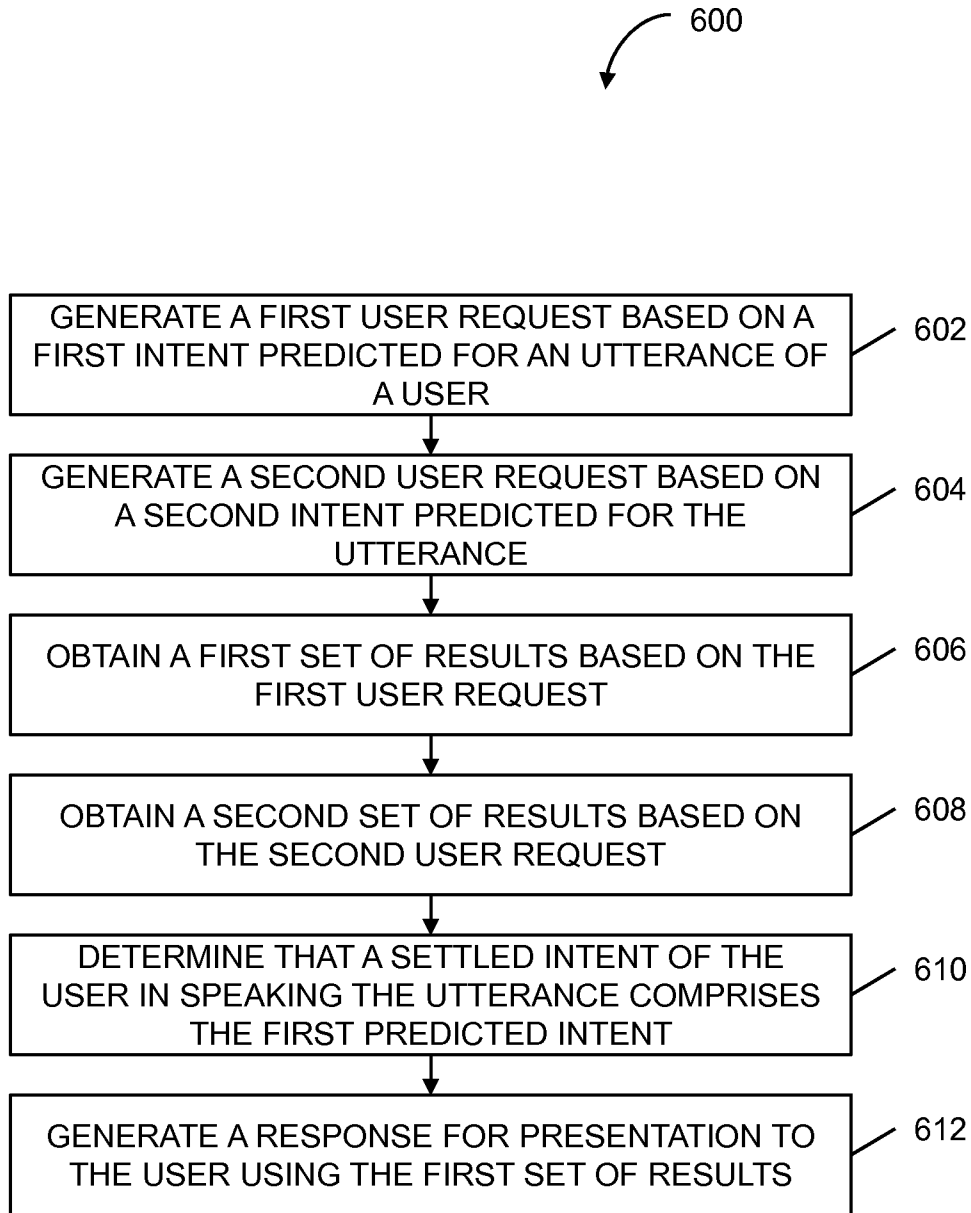 600
GENERATE A FIRST USER REQUEST BASED ON A
FIRST INTENT PREDICTED FOR AN UTTERANCE OF
A USER
602
GENERATE A SECOND USER REQUEST BASED ON
A SECOND INTENT PREDICTED FOR THE
UTTERANCE
604
OBTAIN A FIRST SET OF RESULTS BASED ON THE
FIRST USER REQUEST
606
OBTAIN A SECOND SET OF RESULTS BASED ON
THE SECOND USER REQUEST
608
DETERMINE THAT A SETTLED INTENT OF THE
USER IN SPEAKING THE UTTERANCE COMPRISES
THE FIRST PREDICTED INTENT
610
GENERATE A RESPONSE FOR PRESENTATION TO
THE USER USING THE FIRST SET OF RESULTS
612